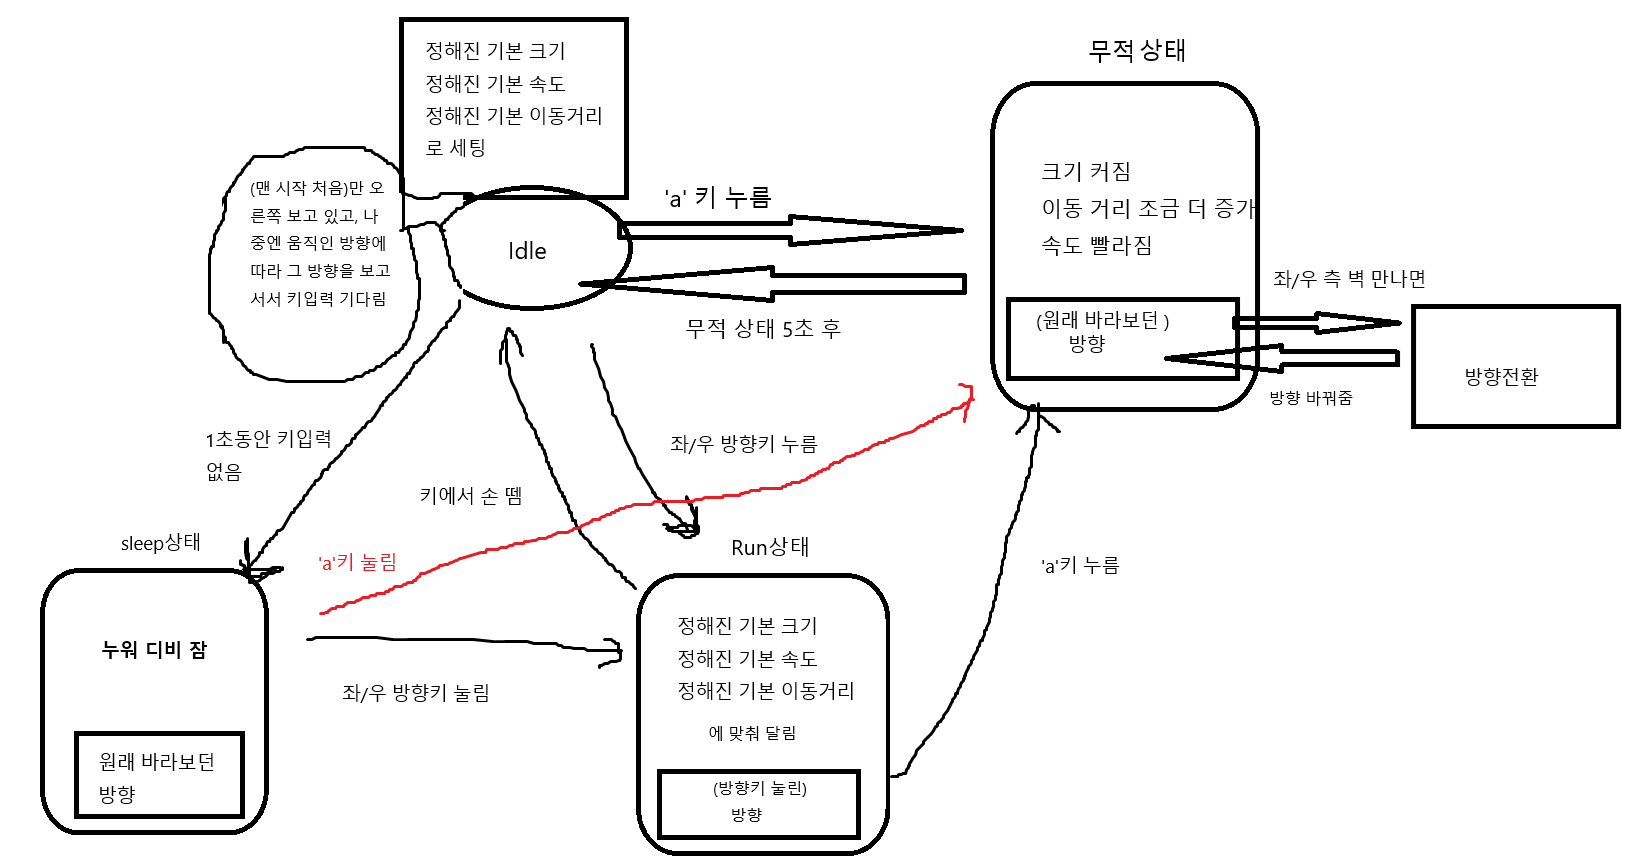 정해진 기본 크기
정해진 기본 속도
정해진 기본 이동거리
로 세팅
(맨 시작 처음)만 오
른쪽 보고 있고, 나
중엔 움직인 방향에
따라 그 방향을 보고
서서 키입력 기다림
Idle
'a' 키 누름
무적 상태 5초 후
무적 상태
크기 커짐
이동 거리 조금 더 증가
속도 빨라짐
(원래 바라보던 )
방향
좌/우 측 벽 만나면
방향 바꿔줌
방향전환
1초동안 키입력
없음
키에서 손 뗌
좌/우 방향키 누름
sleep상태
'a'키 눌림
누워 디비 잠
원래 바라보던
방향
좌/우 방향키 눌림
Run상태
정해진 기본 크기
정해진 기본 속도
정해진 기본 이동거리
에 맞춰 달림
(방향키 눌린)
방향
'a'키 누름